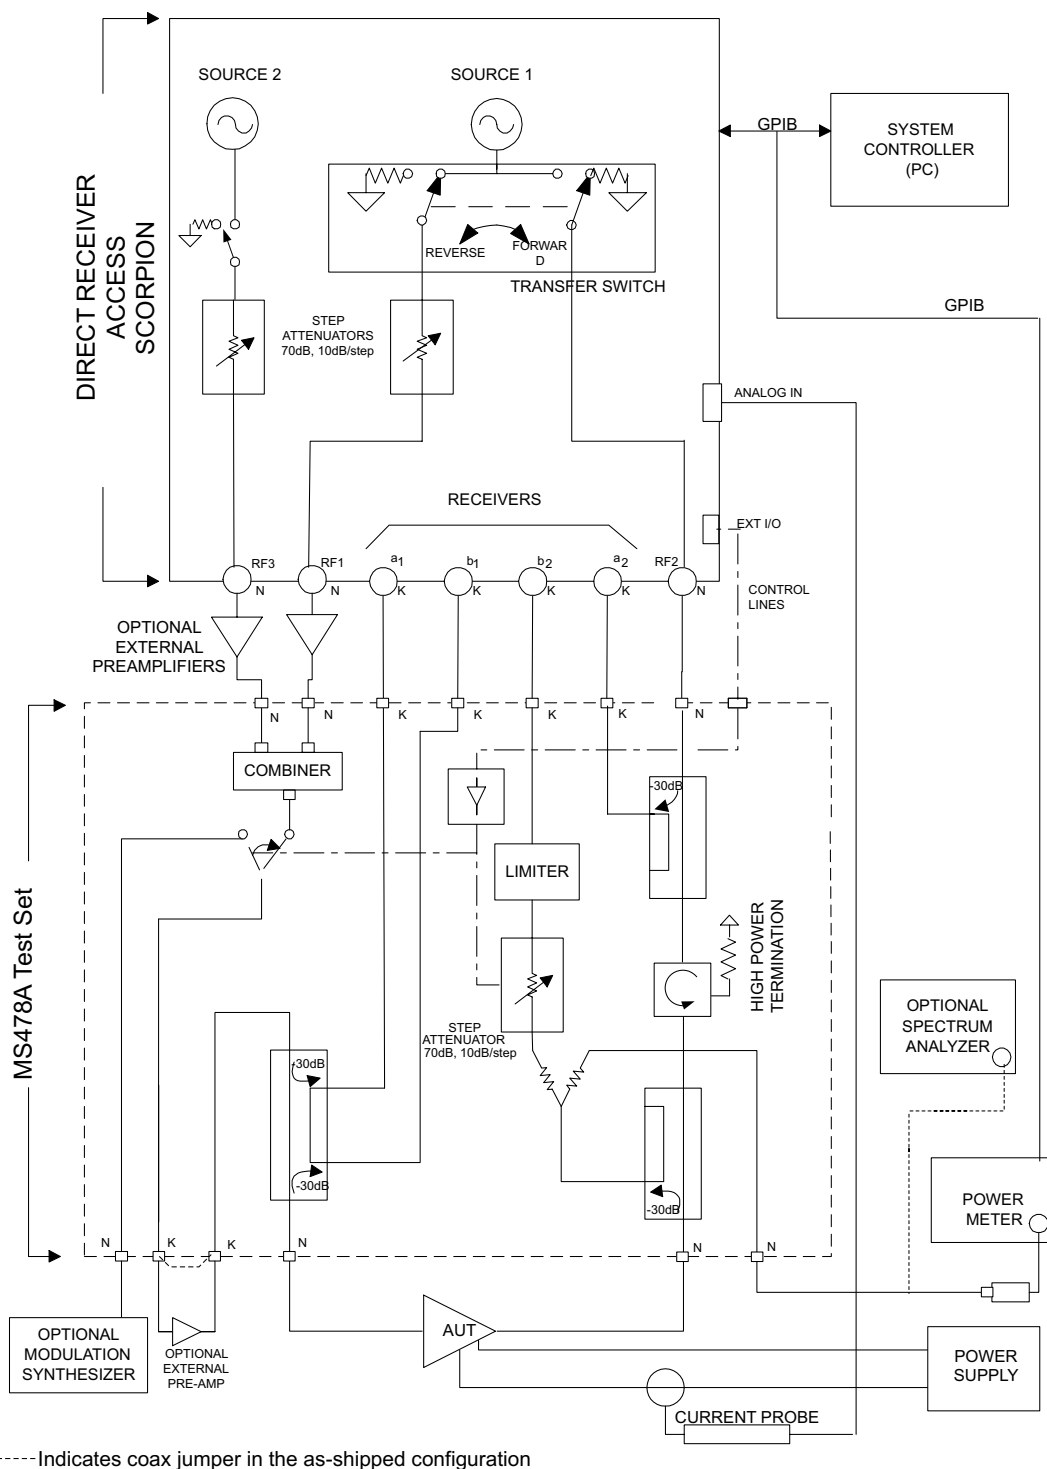 SOURCE 2
SOURCE 1
GPIB
SYSTEM
CONTROLLER
(PC)
DIRECT RECEIVER
ACCESS
SCORPION
REVERSE
FORWAR
D
TRANSFER SWITCH
GPIB
STEP
ATTENUATORS
70dB, 10dB/step
ANALOG IN
RECEIVERS
EXT I/O
RF3
N
RF1
N
a1
K
b1
K
b2
K
a2
K
RF2
N
CONTROL
LINES
OPTIONAL
EXTERNAL
PREAMPLIFIERS
N
N
K
K
K
K
N
COMBINER
-30dB
LIMITER
MS478A Test Set
HIGH POWER
TERMINATION
STEP
ATTENUATOR
70dB, 10dB/step
OPTIONAL
SPECTRUM
ANALYZER
-30dB
-30dB
-30dB
POWER
METER
N
K
K
N
N
N
OPTIONAL
MODULATION
SYNTHESIZER
OPTIONAL
EXTERNAL
PRE-AMP
AUT
POWER
SUPPLY
CURRENT PROBE
-----Indicates coax jumper in the as-shipped configuration